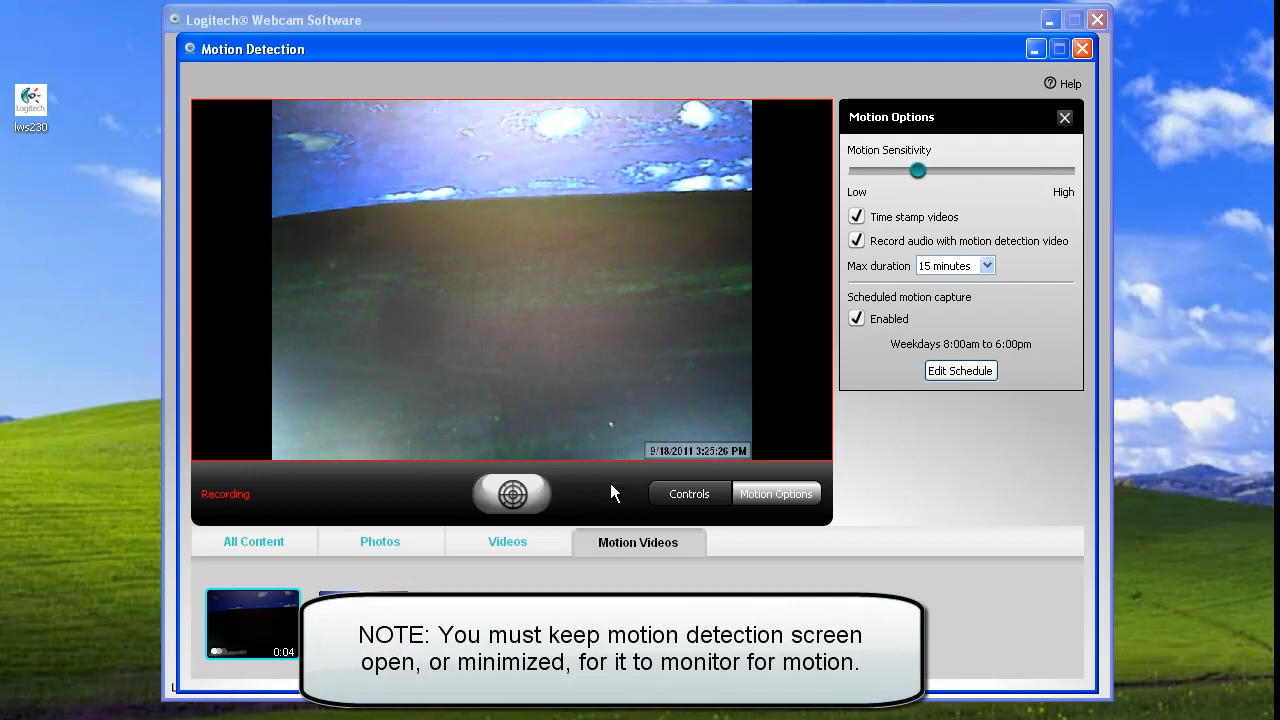 Logitech® Webcam Software
Motion Detection
Help
Logitech
lws230
Motion Options
Motion Sensitivity
Low High
Time stamp videos
Record audio with motion detection video
Max duration 15 minutes
Scheduled motion capture
Enabled
Weekdays 8:00am to 6:00pm
Edit Schedule
9/18/2011 3:25:26 PM
Recording
Controls Motion Options
All Content Photos Videos Motion Videos
0:04
NOTE: You must keep motion detection screen
open, or minimized, for it to monitor for motion.